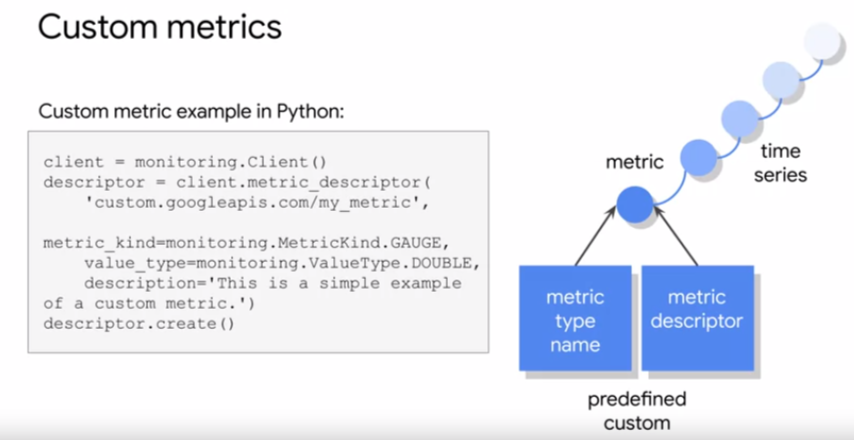 Custom metrics
Custom metric example in Python:
client = monitoring.Client()
descriptor = client.metric_descriptor(
    'custom.googleapis.com/my_metric',
metric_kind=monitoring.MetricKind.GAUGE,
    value_type=monitoring.ValueType.DOUBLE,
    description='This is a simple example
of a custom metric.')
descriptor.create()
metric
time
series
metric
type
name
metric
descriptor
predefined
custom